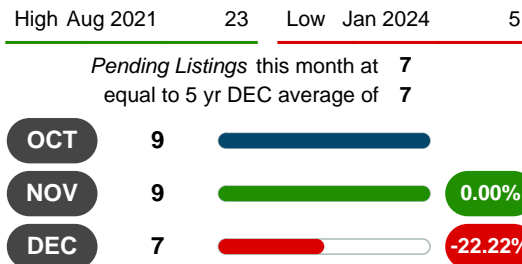 High Aug 2021 23 Low Jan 2024 5
Pending Listings this month at 7
equal to 5 yr DEC average of 7
OCT 9
NOV 9 0.00%
DEC 7 -22.22%